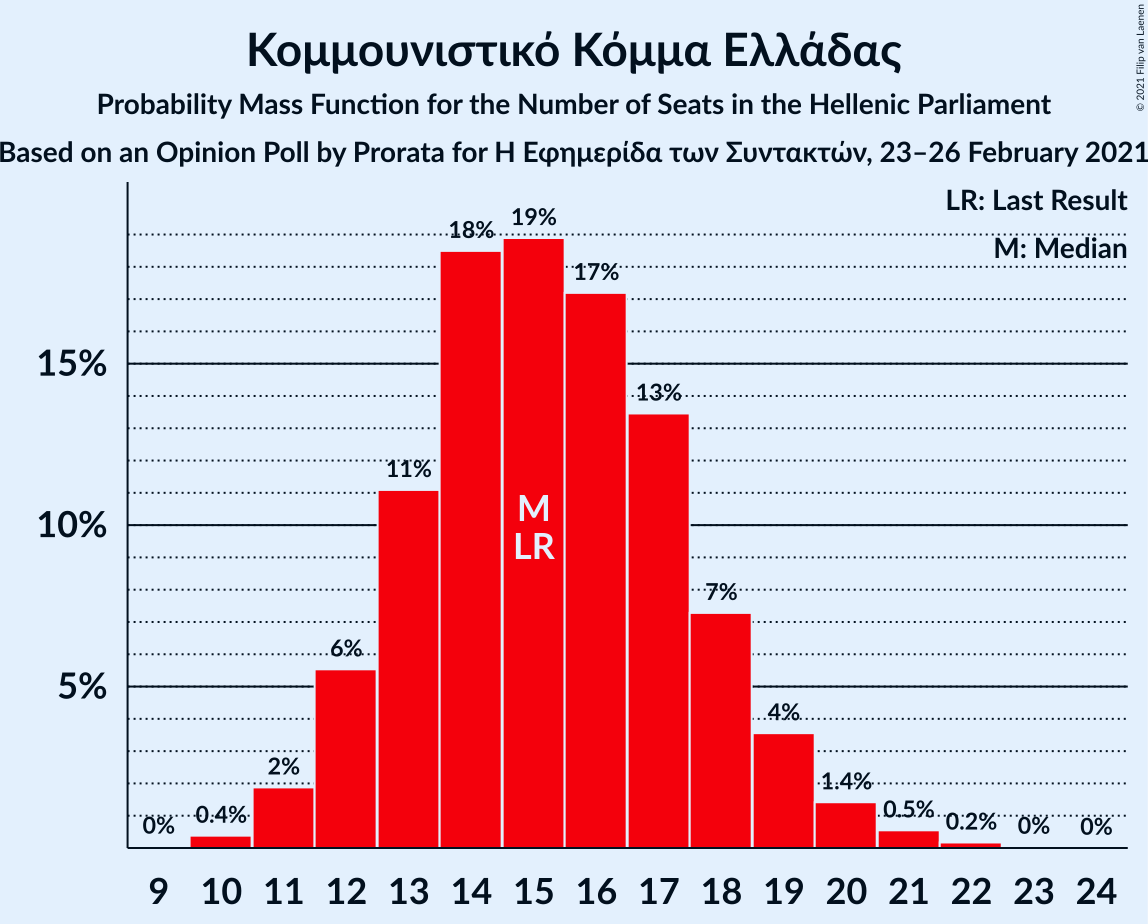 Κομμουνιστικό Κόμμα Ελλάδας
Probability Mass Function for the Number of Seats in the Hellenic Parliament
Based on an Opinion Poll by Prorata for Η Εφημερίδα των Συντακτών, 23–26 February 2021
© 2021 Filip van Laenen
LR: Last Result
M: Median
15%
10%
5%
0%
0.4%
2%
6%
11%
18%
19%
17%
13%
7%
4%
1.4%
0.5%
0.2%
0%
0%
M
LR
9 10 11 12 13 14 15 16 17 18 19 20 21 22 23 24